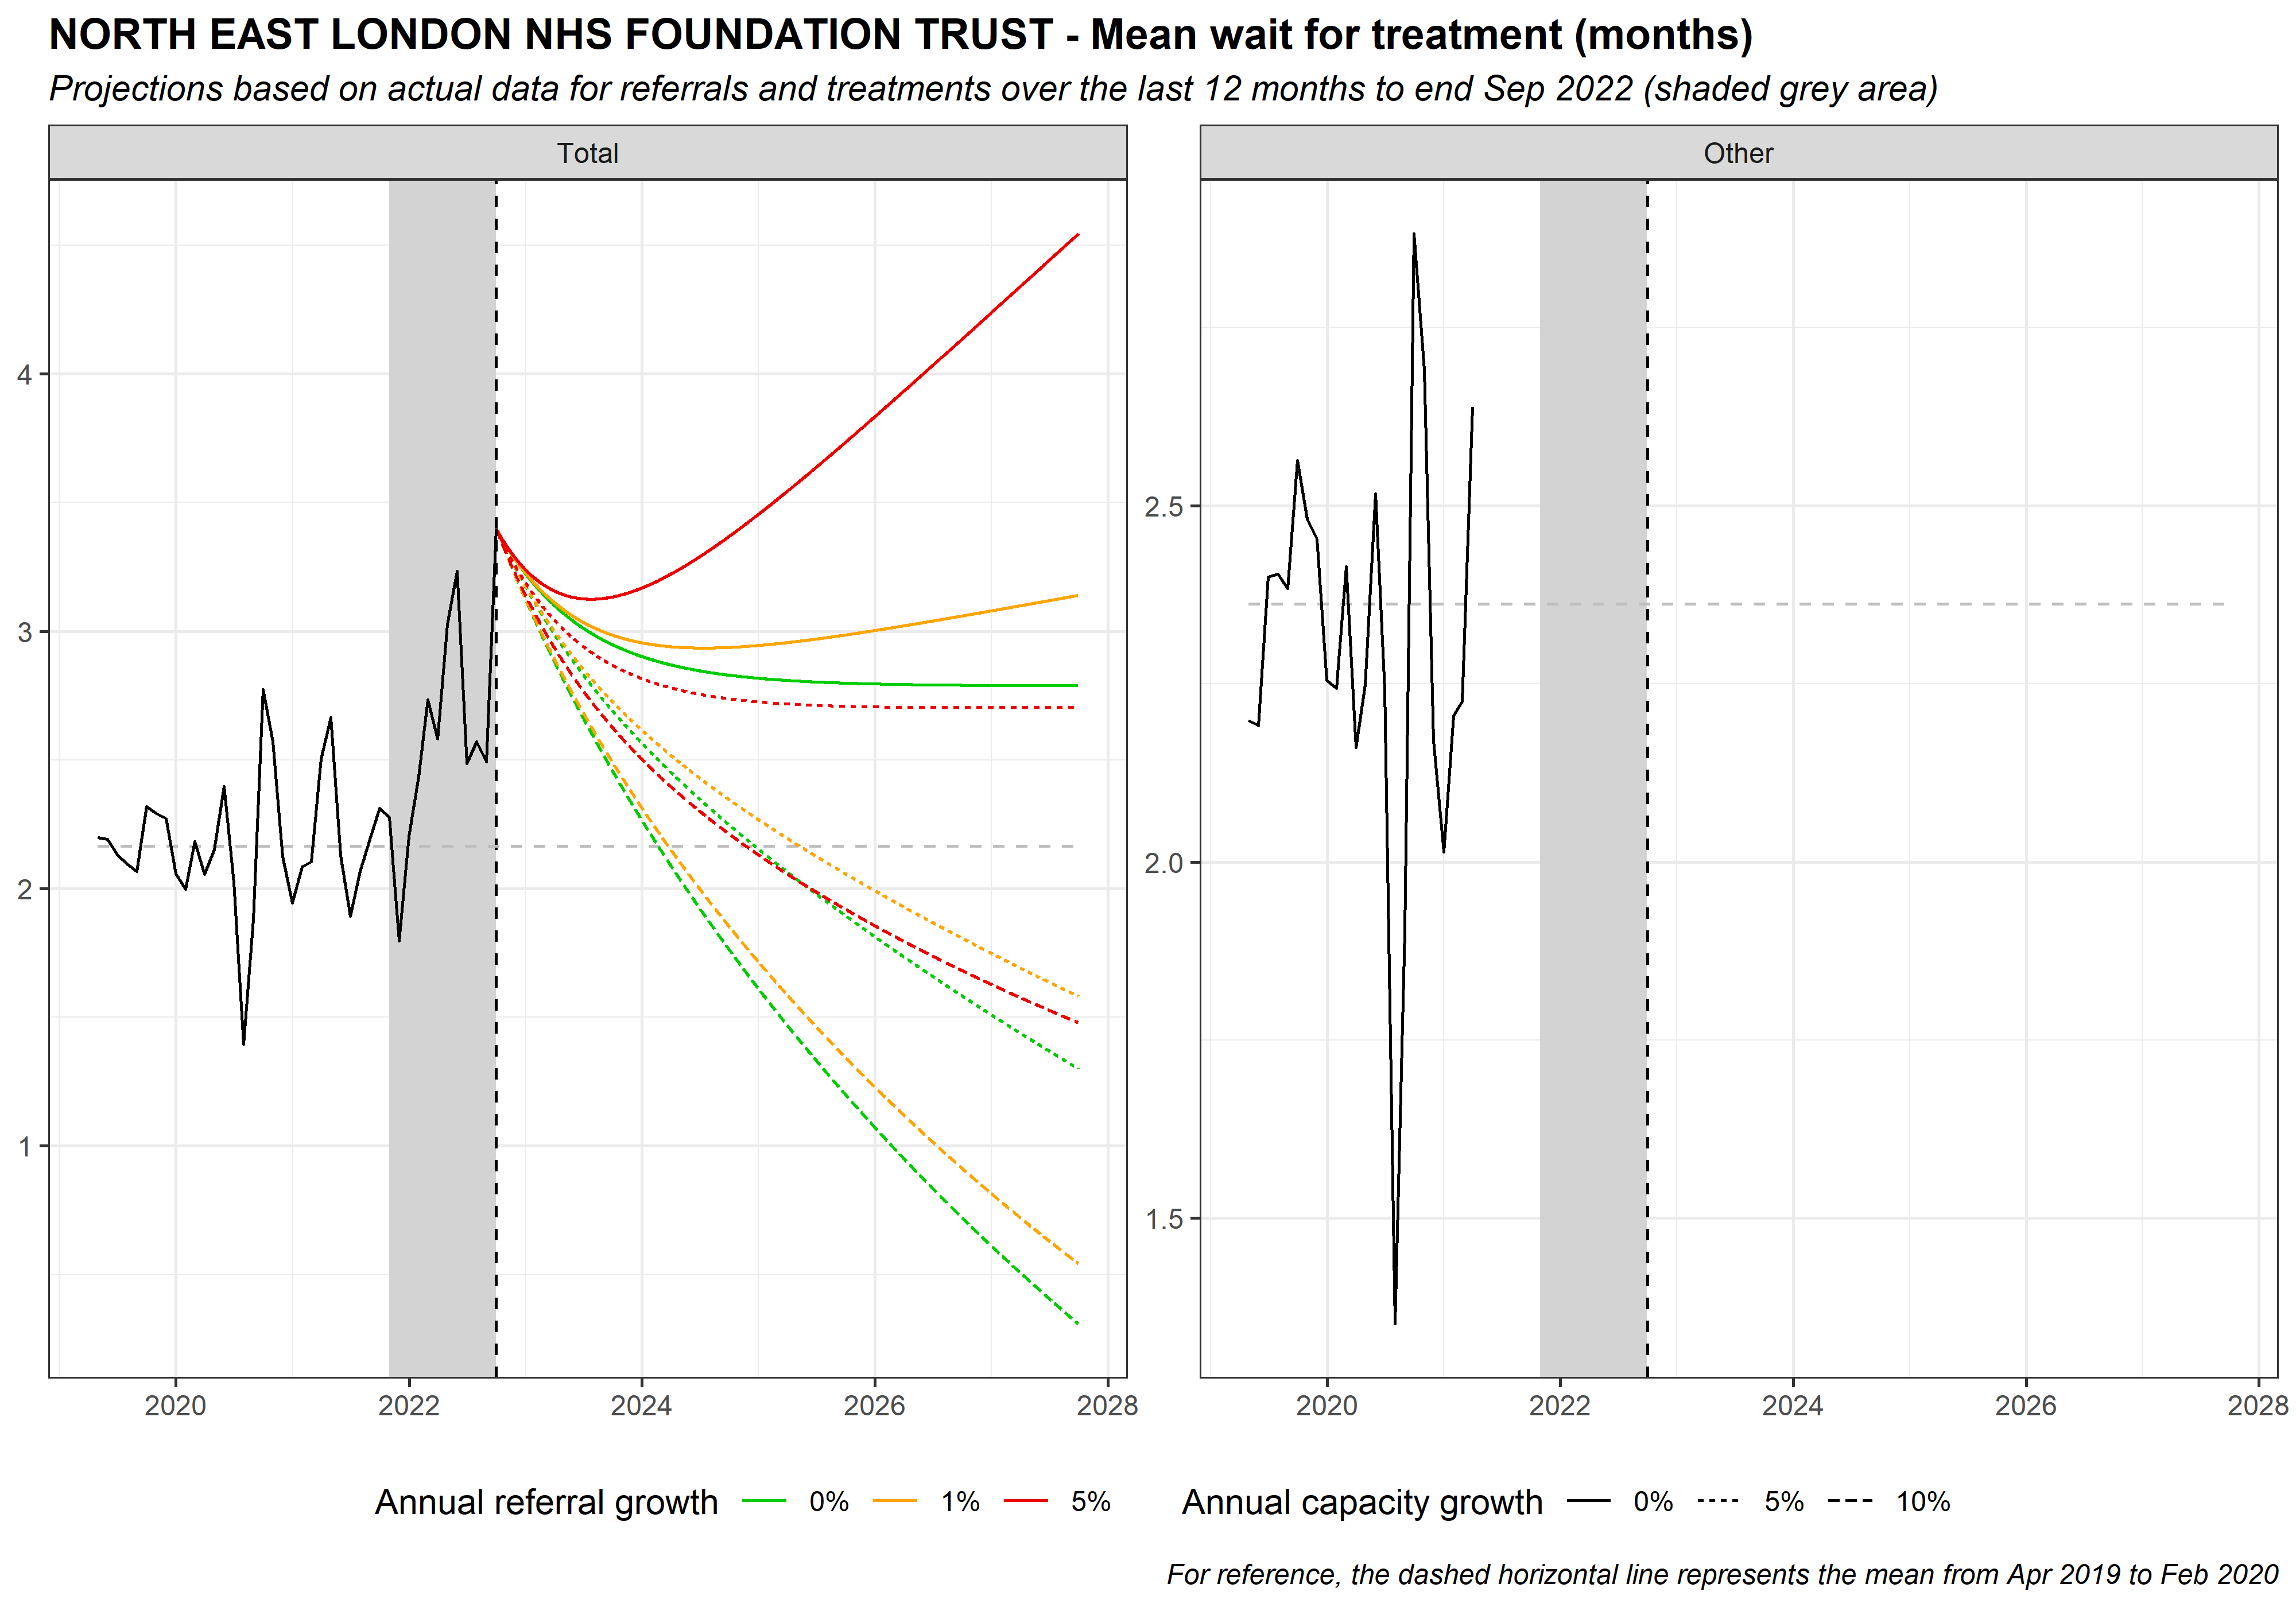 NORTH EAST LONDON NHS FOUNDATION TRUST - Mean wait for treatment (months)
Projections based on actual data for referrals and treatments over the last 12 months to end Sep 2022 (shaded grey area)
Total
Other
4
3
2
1
2.5
2.0
1.5
2020 2022 2024 2026 2028
2020 2022 2024 2026 2028
Annual referral growth 0% 1% 5%
Annual capacity growth 0% 5% 10%
For reference, the dashed horizontal line represents the mean from Apr 2019 to Feb 2020